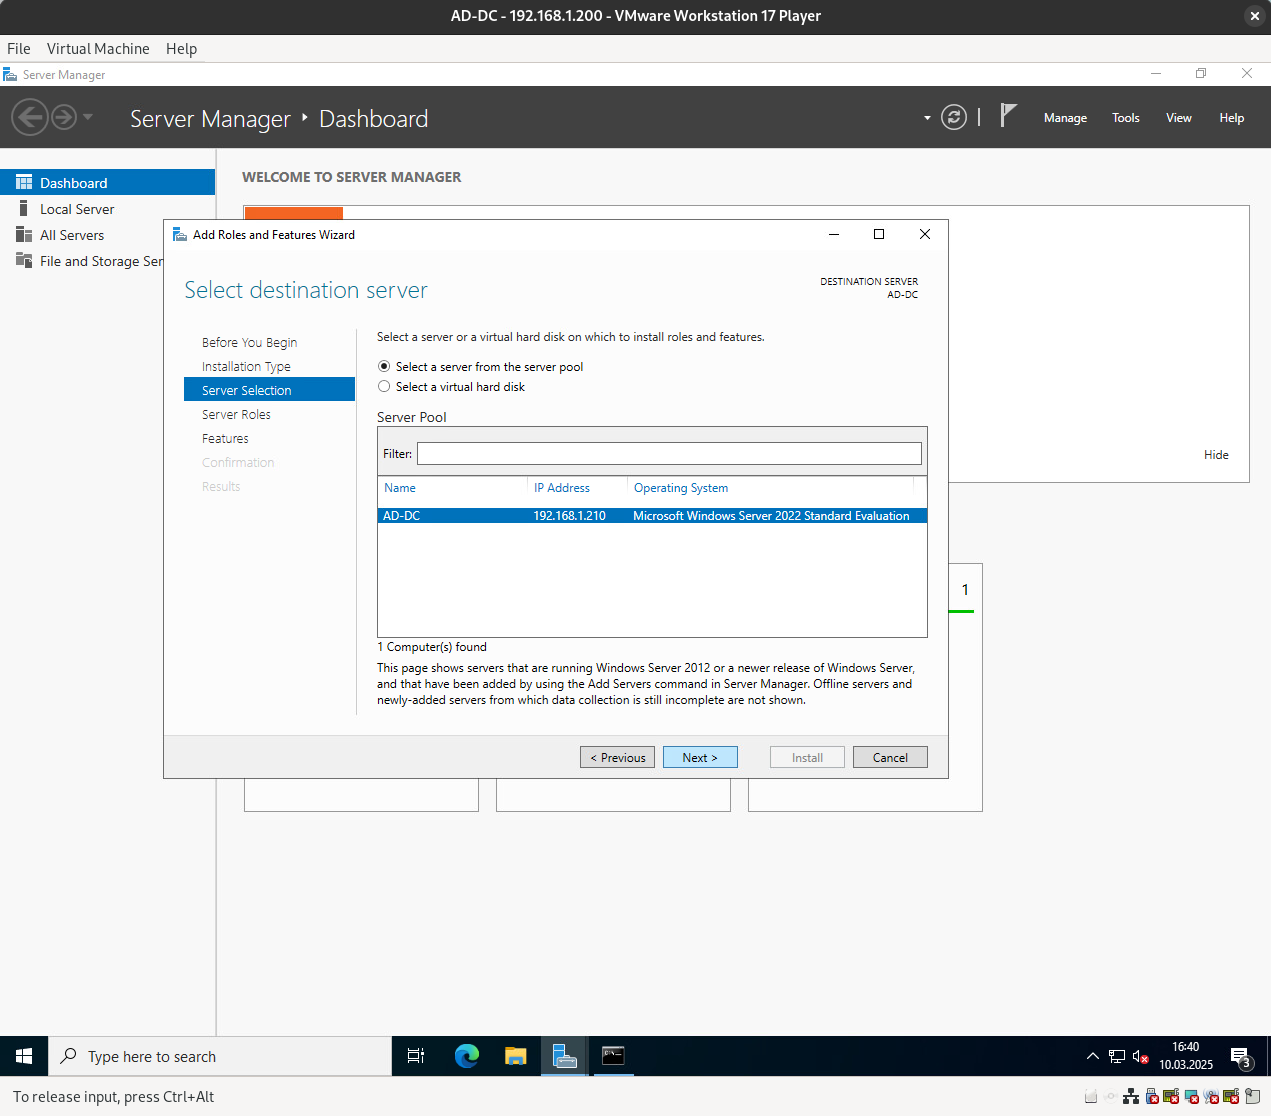 AD-DC - 192.168.1.200 - VMware Workstation 17 Player
File Virtual Machine Help
Server Manager
Server Manager Dashboard
Manage Tools View Help
Dashboard
Local Server
All Servers
File and Storage Ser
WELCOME TO SERVER MANAGER
Hide
1
Add Roles and Features Wizard
Select destination server
DESTINATION SERVER
AD-DC
Before You Begin
Installation Type
Server Selection
Server Roles
Features
Confirmation
Results
Select a server or a virtual hard disk on which to install roles and features.
Select a server from the server pool
Select a virtual hard disk
Server Pool
Filter:
Name IP Address Operating System
AD-DC 192.168.1.210 Microsoft Windows Server 2022 Standard Evaluation
1 Computer(s) found
This page shows servers that are running Windows Server 2012 or a newer release of Windows Server,
and that have been added by using the Add Servers command in Server Manager. Offline servers and
newly-added servers from which data collection is still incomplete are not shown.
< Previous Next > Install Cancel
Type here to search
16:40
10.03.2025
3
To release input, press Ctrl+Alt